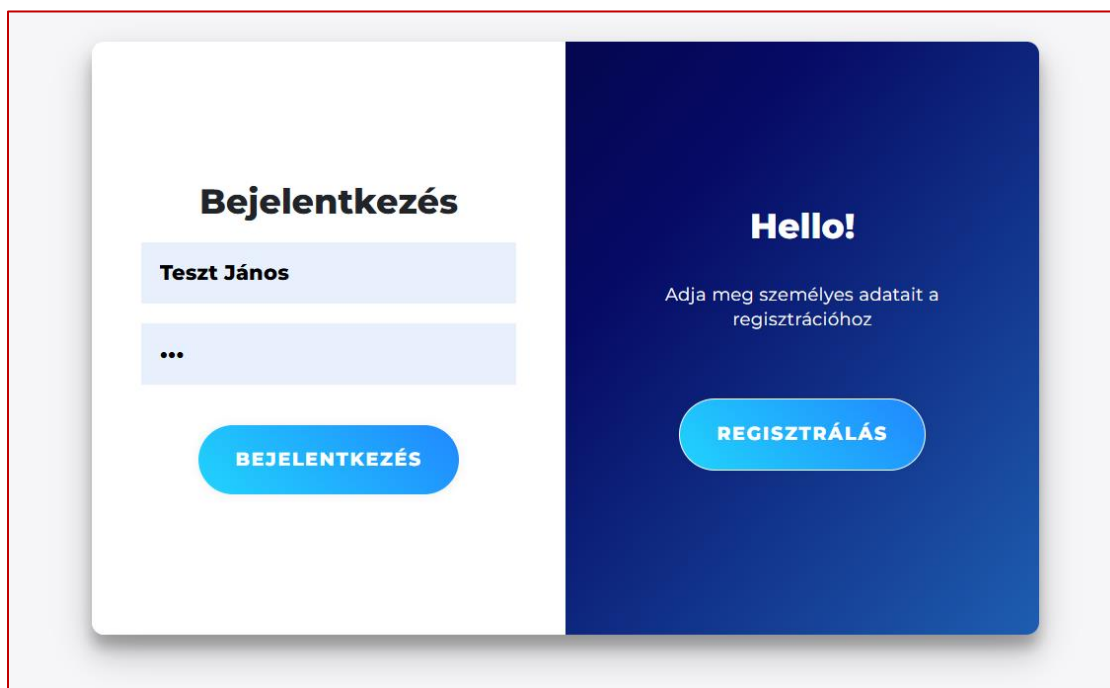 Bejelentkezés
Teszt János
•••
BEJELENTKEZÉS
Hello!
Adja meg személyes adatait a
regisztrációhoz
REGISZTRÁLÁS